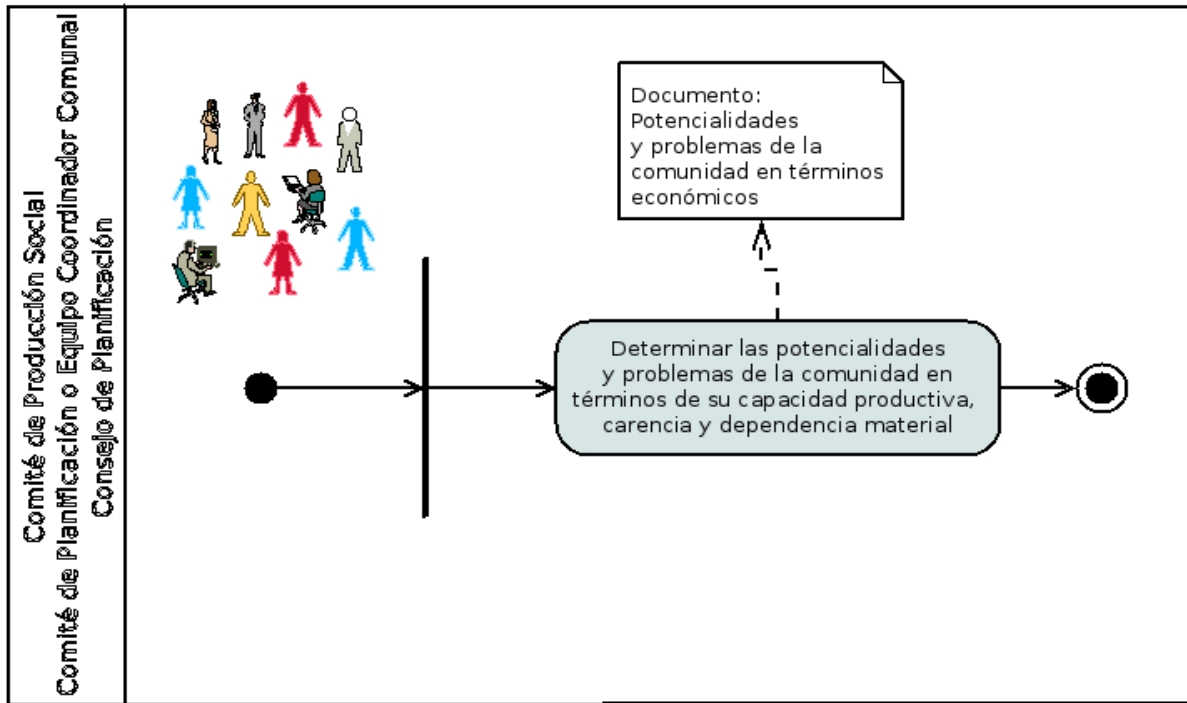 Comité de Producción Social
Comité de Planificación o Equipo Coordinador Comunal
Consejo de Planificación
Documento:
Potencialidades
y problemas de la
comunidad en términos
económicos
Determinar las potencialidades
y problemas de la comunidad en
términos de su capacidad productiva,
carencia y dependencia material